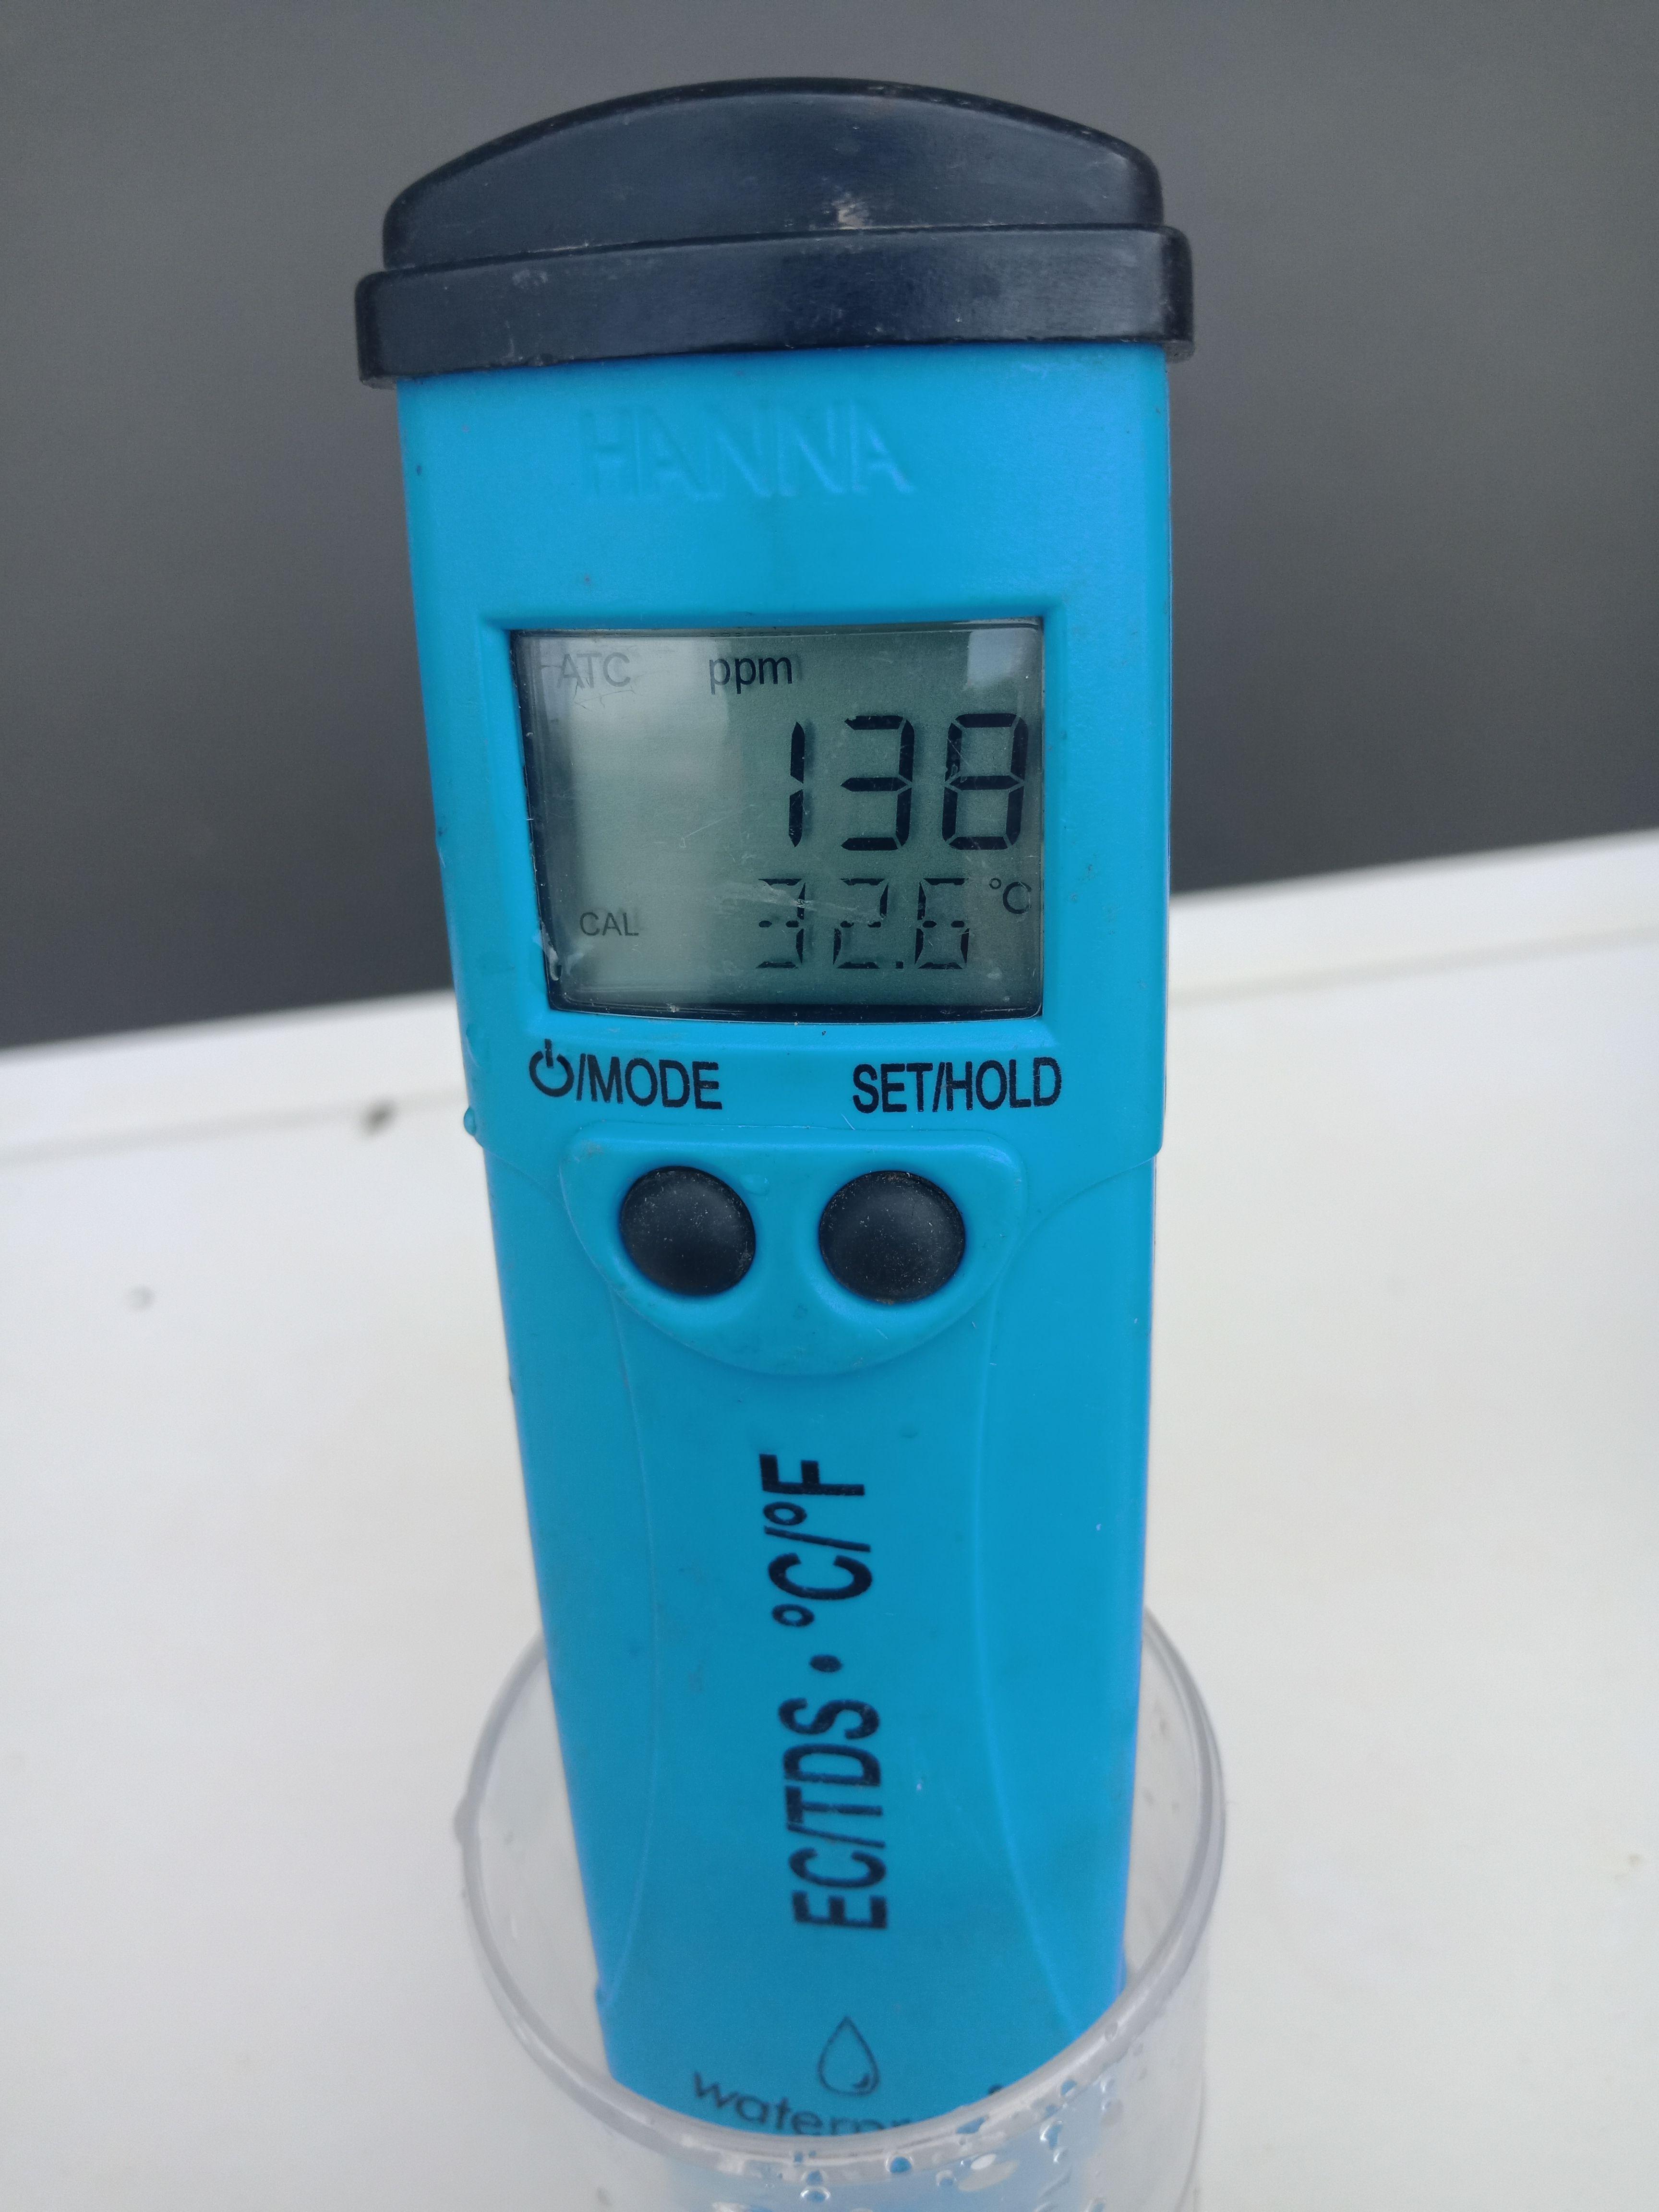 HANNA
ATC ppm
138
CAL 32.6 °C
⏻/MODE SET/HOLD
EC/TDS • °C/°F